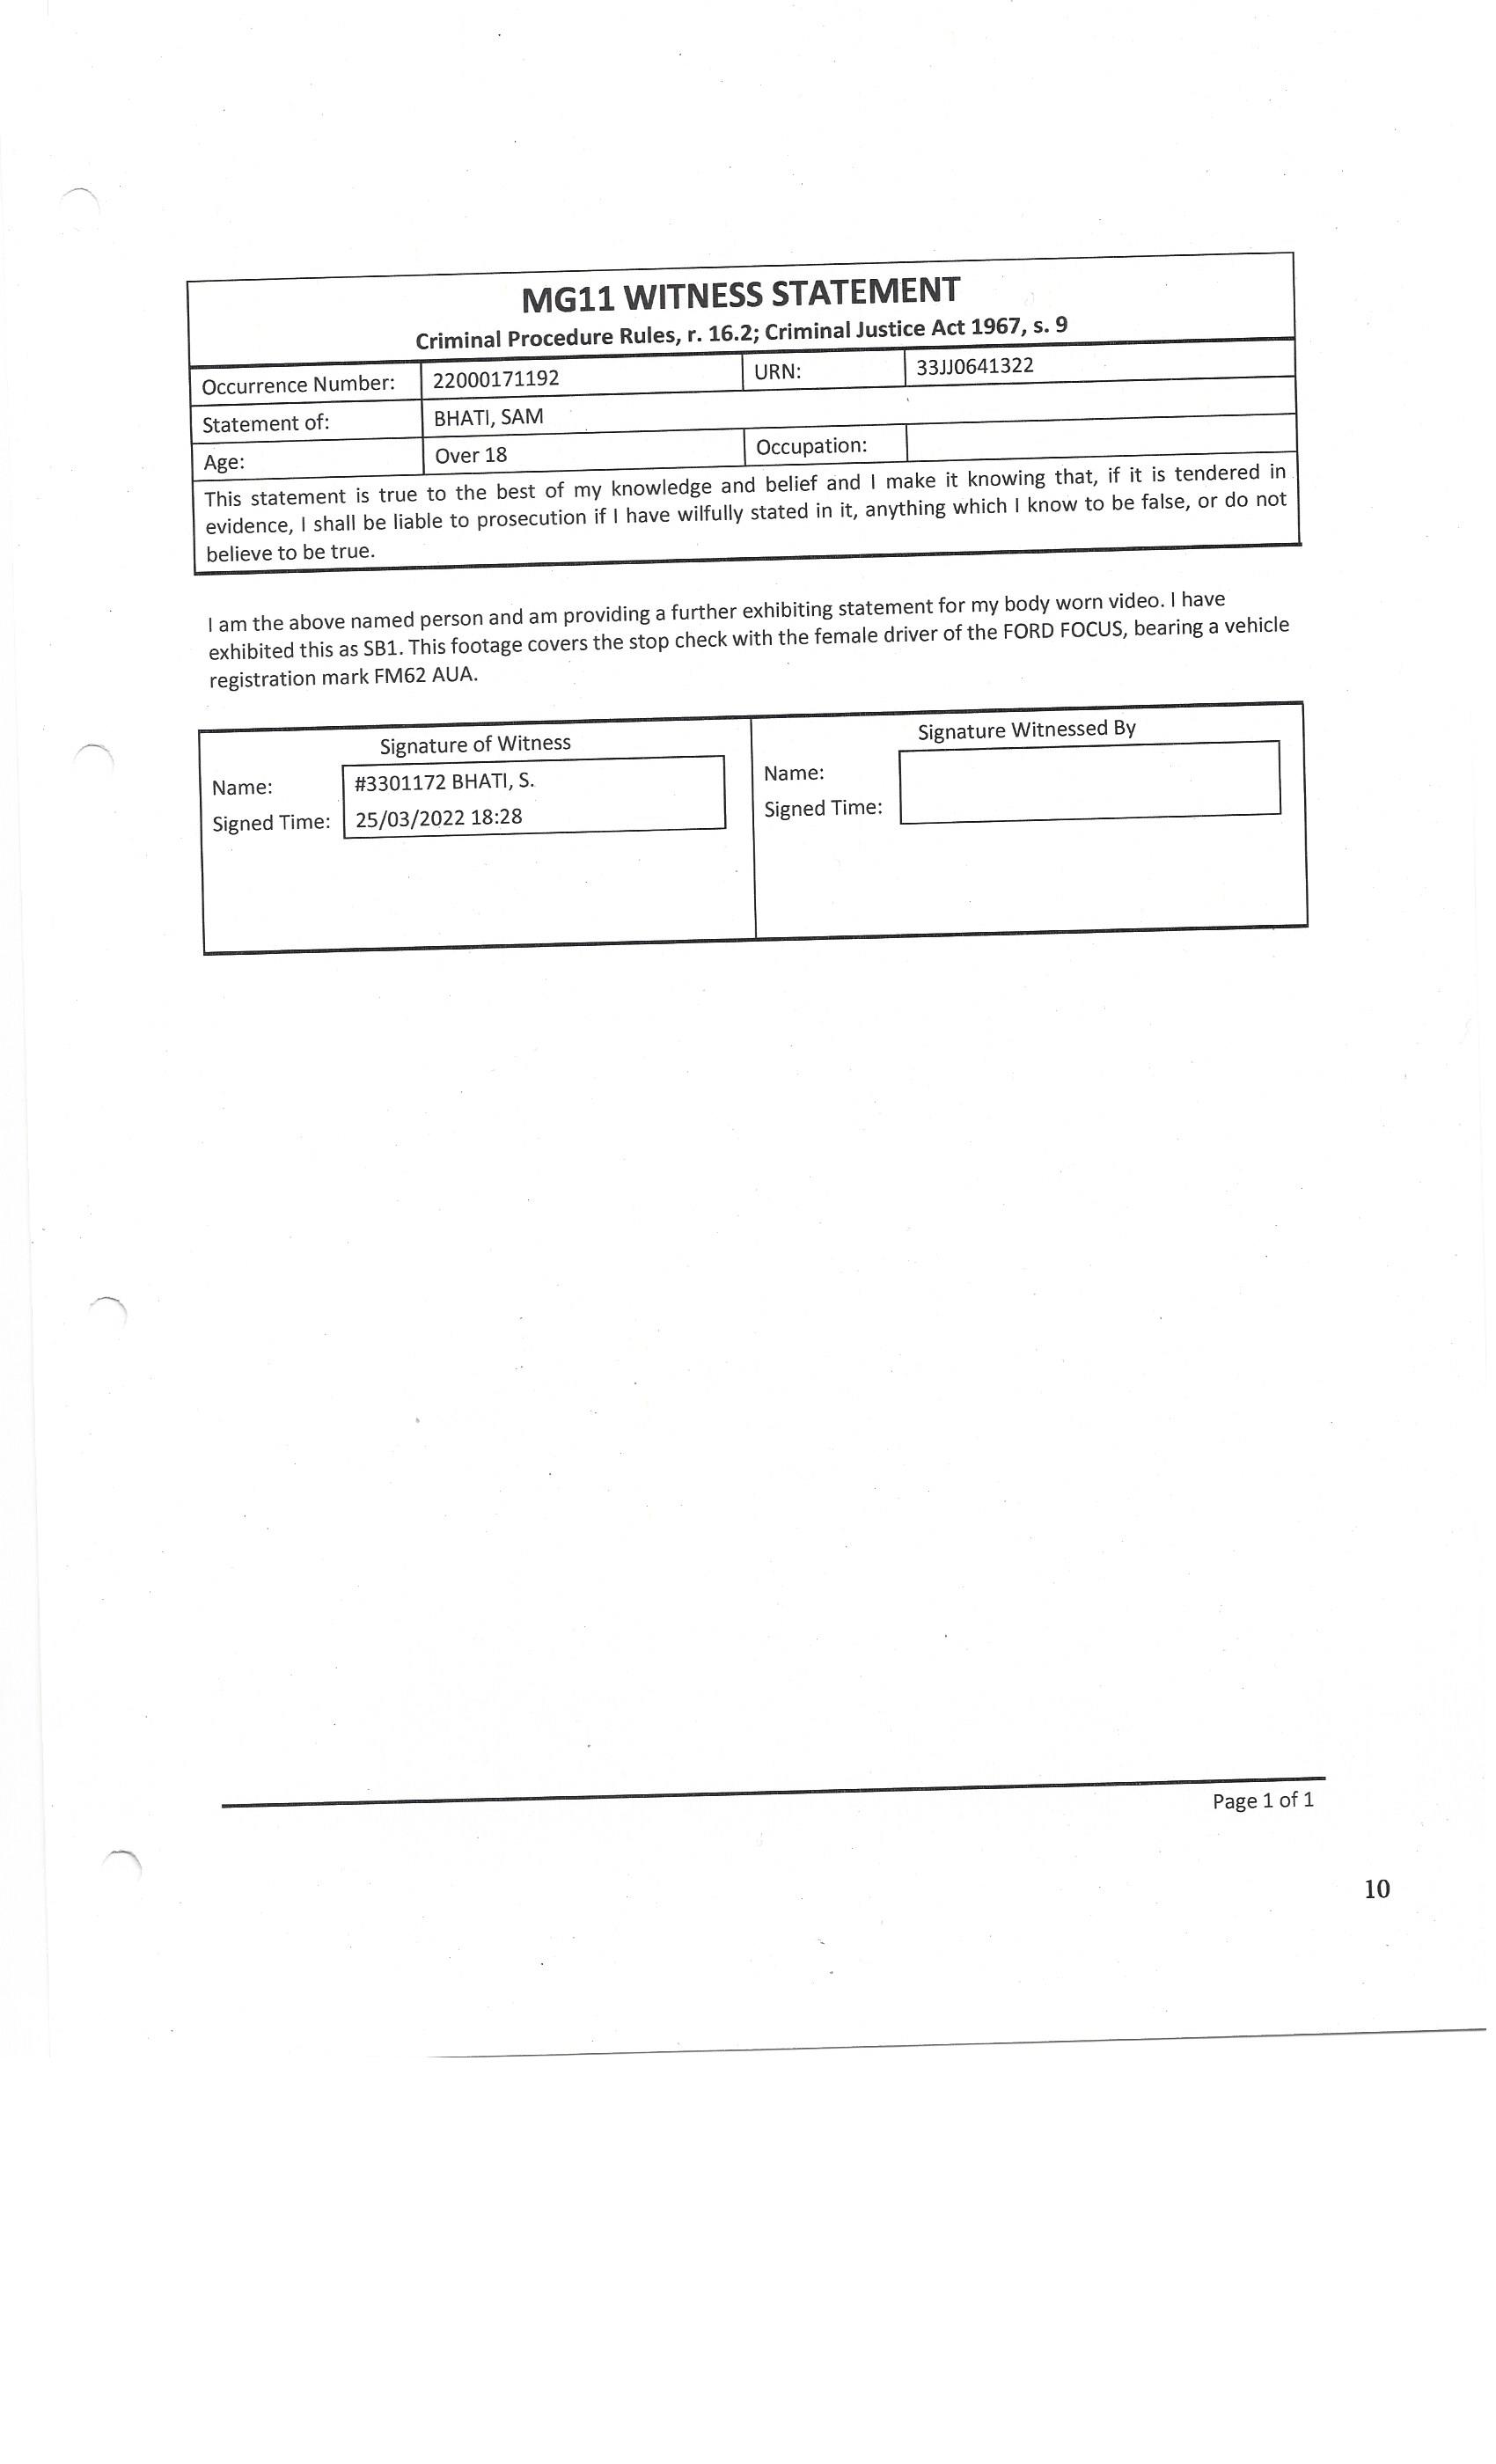 MG11 WITNESS STATEMENT
Criminal Procedure Rules, r. 16.2; Criminal Justice Act 1967, s. 9
Occurrence Number: 22000171192 URN: 33JJ0641322
Statement of: BHATI, SAM
Age: Over 18 Occupation:
This statement is true to the best of my knowledge and belief and I make it knowing that, if it is tendered in
evidence, I shall be liable to prosecution if I have wilfully stated in it, anything which I know to be false, or do not
believe to be true.
I am the above named person and am providing a further exhibiting statement for my body worn video. I have
exhibited this as SB1. This footage covers the stop check with the female driver of the FORD FOCUS, bearing a vehicle
registration mark FM62 AUA.
Signature of Witness
Name: #3301172 BHATI, S.
Signed Time: 25/03/2022 18:28
Signature Witnessed By
Name:
Signed Time:
Page 1 of 1
10